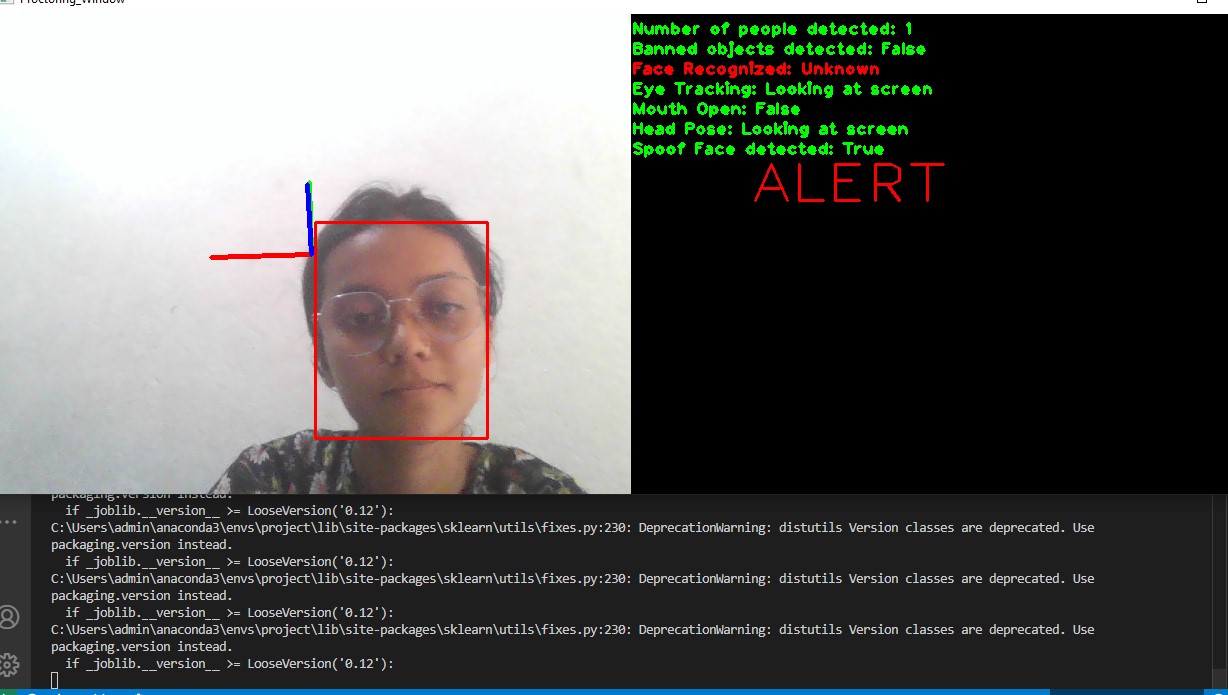 Proctoring_Window
Number of people detected: 1
Banned objects detected: False
Face Recognized: Unknown
Eye Tracking: Looking at screen
Mouth Open: False
Head Pose: Looking at screen
Spoof Face detected: True
ALERT
packaging.version instead.
  if _joblib.__version__ >= LooseVersion('0.12'):
C:\Users\admin\anaconda3\envs\project\lib\site-packages\sklearn\utils\fixes.py:230: DeprecationWarning: distutils Version classes are deprecated. Use
packaging.version instead.
  if _joblib.__version__ >= LooseVersion('0.12'):
C:\Users\admin\anaconda3\envs\project\lib\site-packages\sklearn\utils\fixes.py:230: DeprecationWarning: distutils Version classes are deprecated. Use
packaging.version instead.
  if _joblib.__version__ >= LooseVersion('0.12'):
C:\Users\admin\anaconda3\envs\project\lib\site-packages\sklearn\utils\fixes.py:230: DeprecationWarning: distutils Version classes are deprecated. Use
packaging.version instead.
  if _joblib.__version__ >= LooseVersion('0.12'):